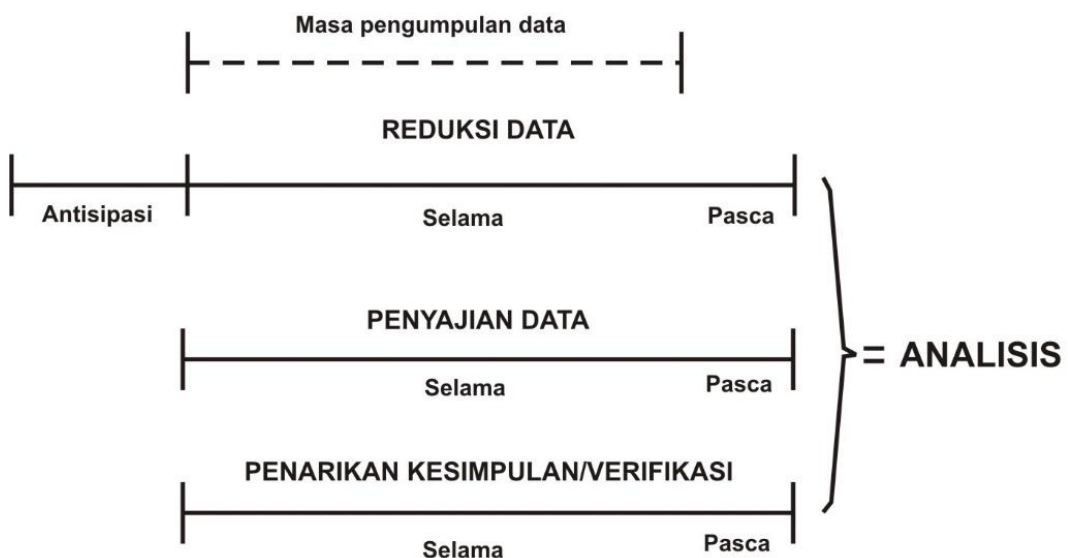 Masa pengumpulan data
REDUKSI DATA
Antisipasi
Selama
Pasca
PENYAJIAN DATA
Selama
Pasca
= ANALISIS
PENARIKAN KESIMPULAN/VERIFIKASI
Selama
Pasca